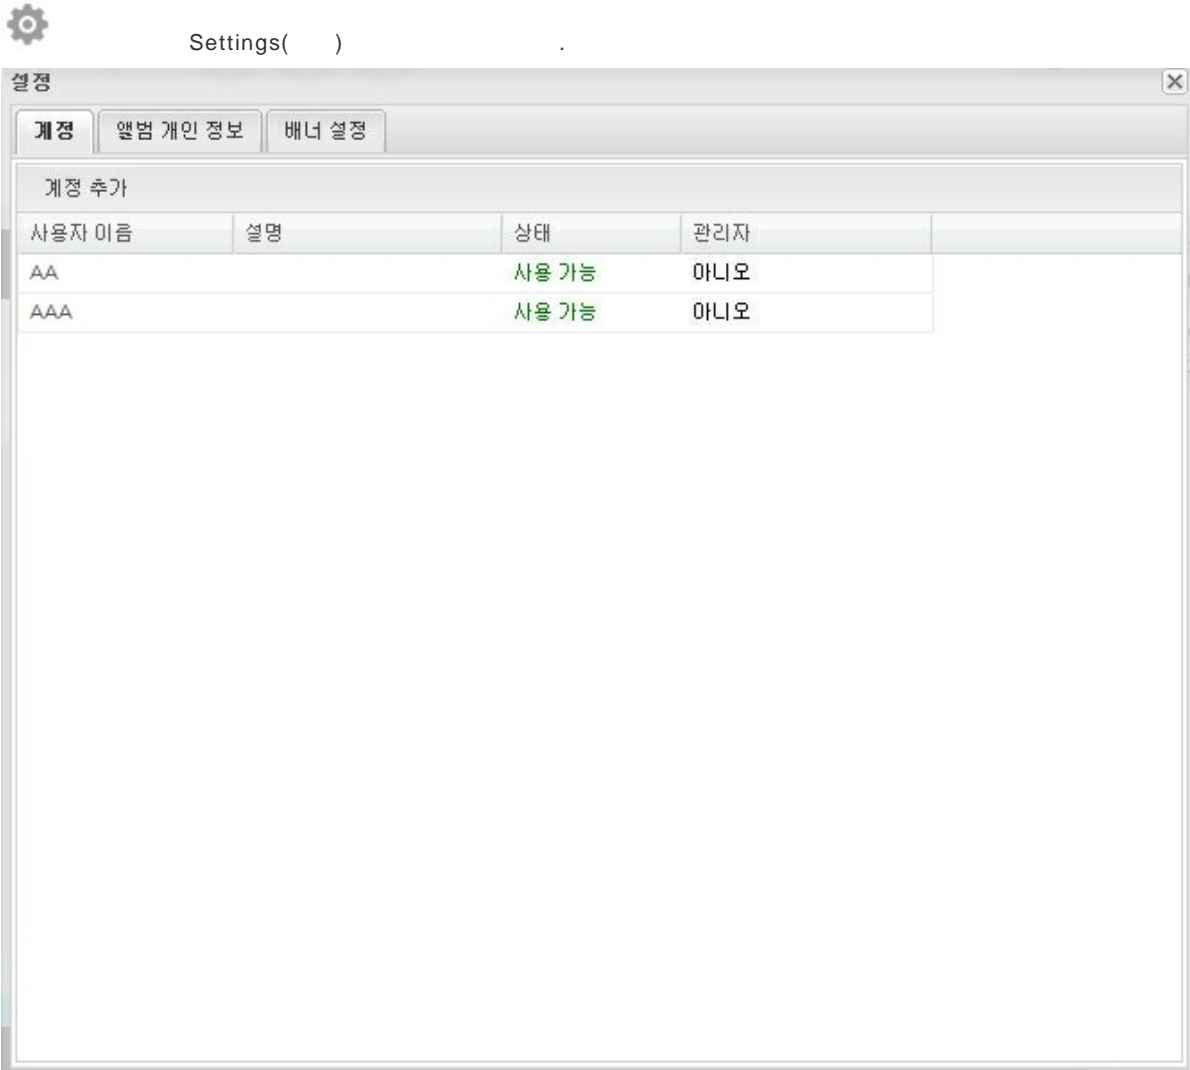 Settings( ) .
설정
계정 앨범 개인 정보 배너 설정
계정 추가
사용자 이름 설명 상태 관리자
AA 사용 가능 아니오
AAA 사용 가능 아니오